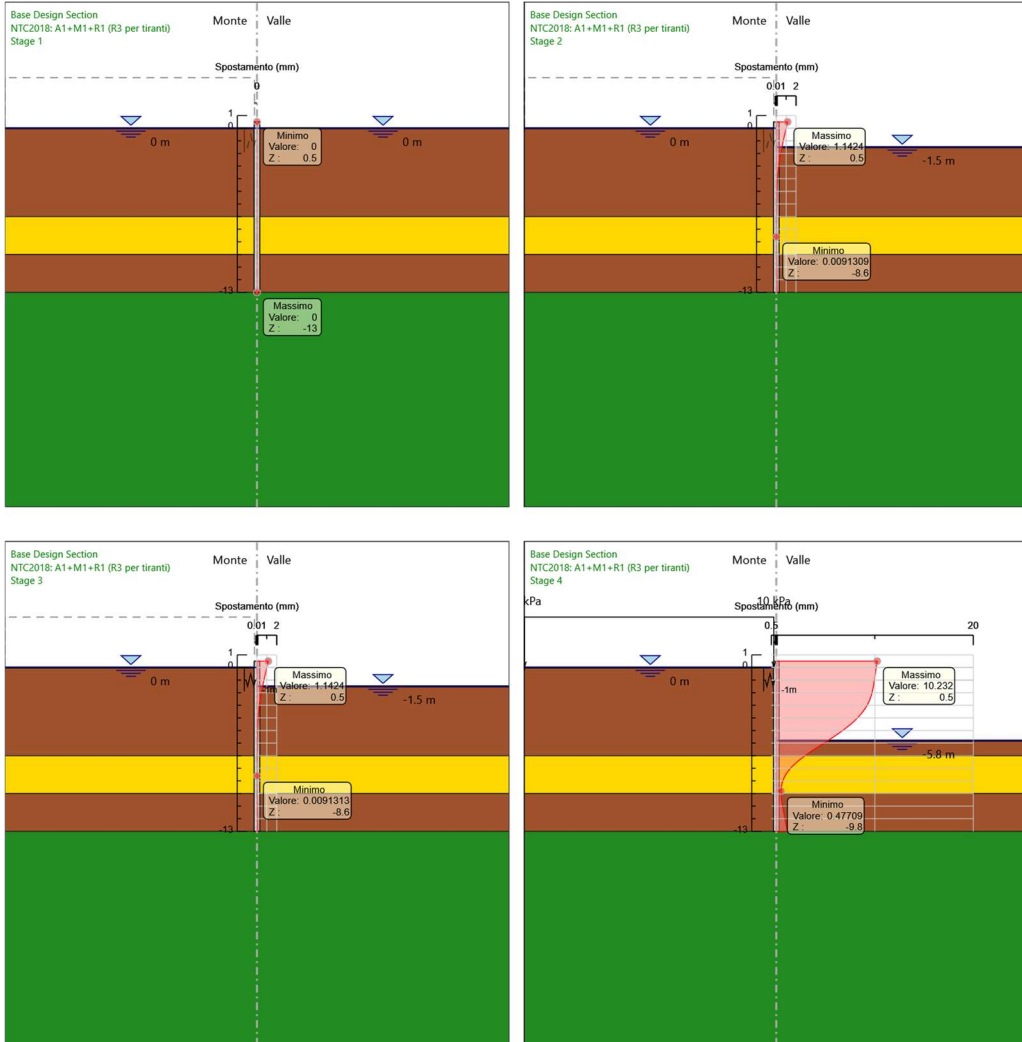 Base Design Section
NTC2018: A1+M1+R1 (R3 per tiranti)
Stage 1
Monte
Valle
Spostamento (mm)
0
1
0
0 m
0 m
Minimo
Valore: 0
Z : 0.5
-13
Massimo
Valore: 0
Z : -13
Base Design Section
NTC2018: A1+M1+R1 (R3 per tiranti)
Stage 2
Monte
Valle
Spostamento (mm)
0.01 2
1
0
0 m
Massimo
Valore: 1.1424
Z : 0.5
-1.5 m
Minimo
Valore: 0.0091309
Z : -8.6
-13
Base Design Section
NTC2018: A1+M1+R1 (R3 per tiranti)
Stage 3
Monte
Valle
Spostamento (mm)
0.01 2
1
0
0 m
Massimo
Valore: 1.1424
Z : 0.5
-1.5 m
Minimo
Valore: 0.0091313
Z : -8.6
-13
Base Design Section
NTC2018: A1+M1+R1 (R3 per tiranti)
Stage 4
Monte
Valle
kPa
10 kPa
Spostamento (mm)
0.5
20
1
0
0 m
-1m
Massimo
Valore: 10.232
Z : 0.5
-5.8 m
Minimo
Valore: 0.47709
Z : -9.8
-13